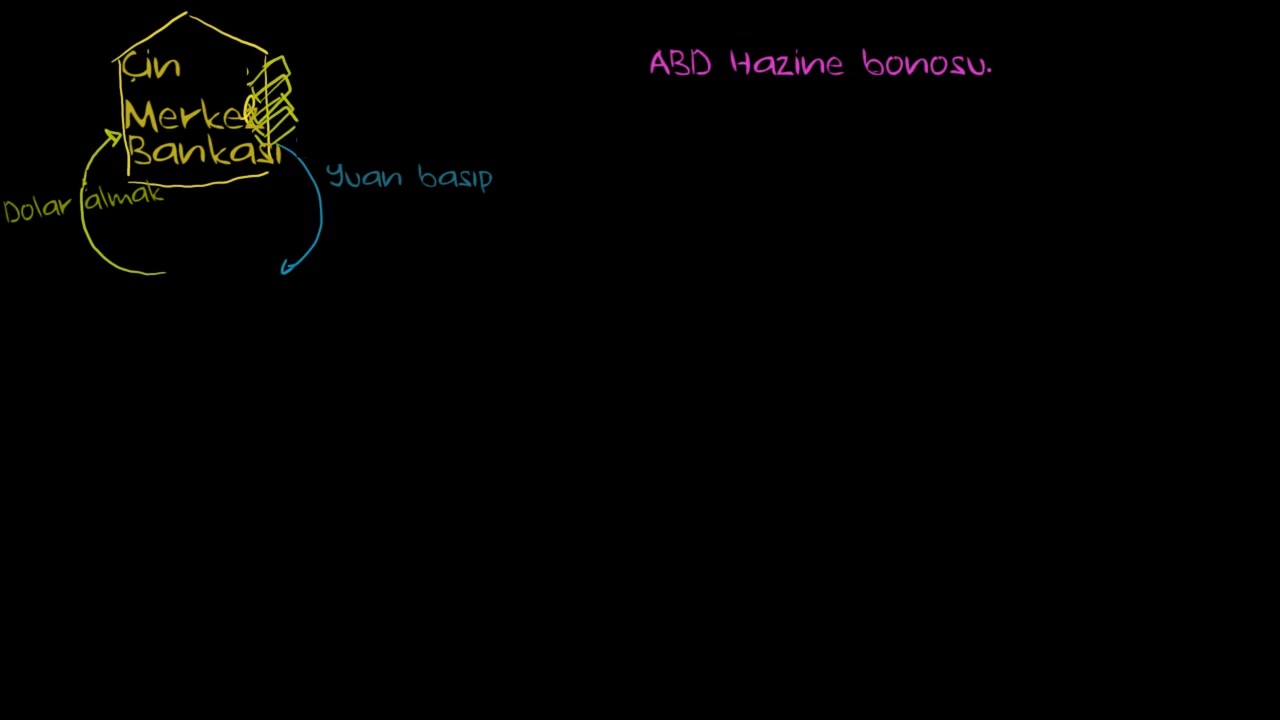 Çin
Merkez
Bankası
Dolar almak
Yuan basıp
ABD Hazine bonosu.